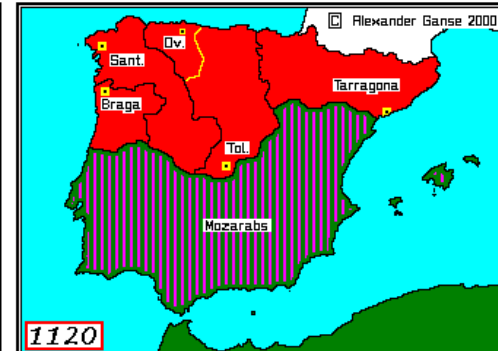 © Alexander Ganse 2000
Ov.
Sant.
Tarragona
Braga
Tol.
Mozarabs
1120